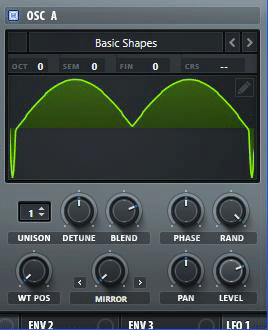 OSC A
Basic Shapes
OCT 0 SEM 0 FIN 0 CRS --
1
UNISON DETUNE BLEND PHASE RAND
WT POS MIRROR PAN LEVEL
ENV 2 ENV 3 LFO 1